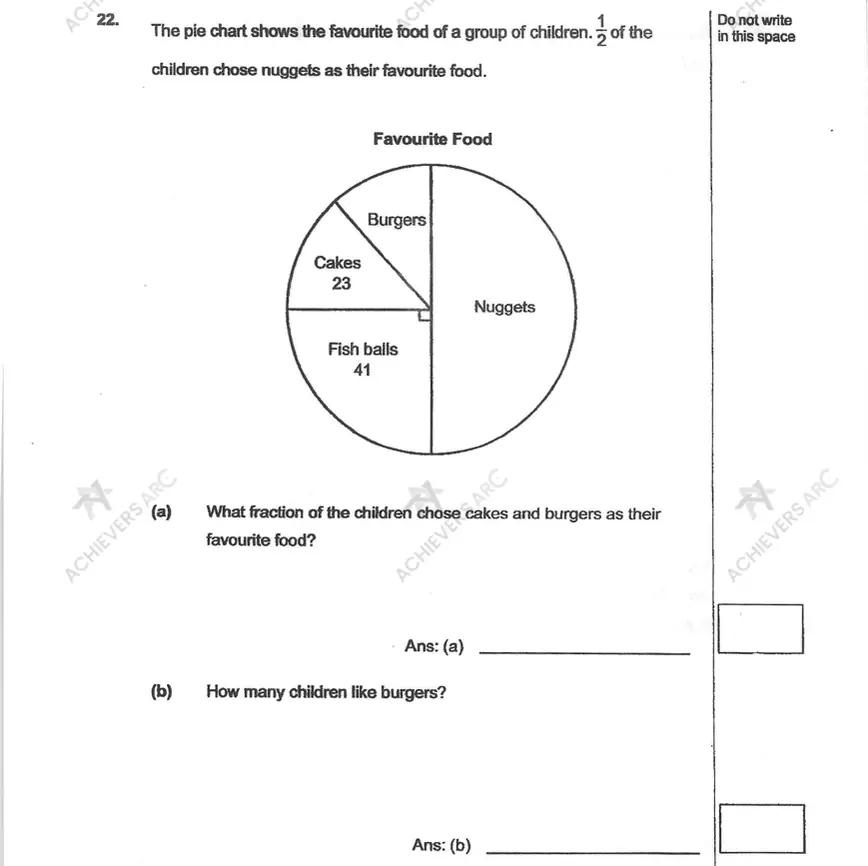 22.
The pie chart shows the favourite food of a group of children. 1/2 of the
children chose nuggets as their favourite food.
Do not write
in this space
Favourite Food
Burgers
Cakes
23
Nuggets
Fish balls
41
(a) What fraction of the children chose cakes and burgers as their
favourite food?
Ans: (a)
(b) How many children like burgers?
Ans: (b)
ACHIEVERS ARC
ACHIEVERS ARC
ACHIEVERS ARC